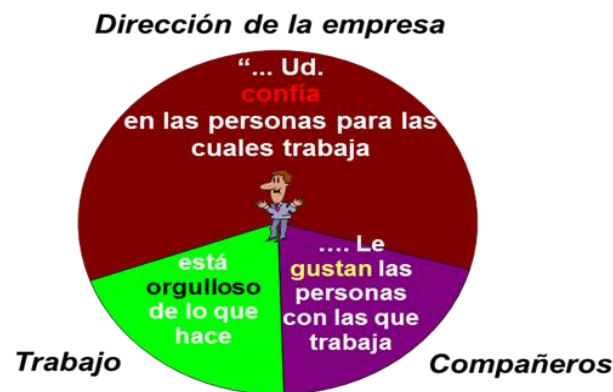 Dirección de la empresa
“... Ud.
confía
en las personas para las
cuales trabaja
está
orgulloso
de lo que
hace
.... Le
gustan las
personas
con las que
trabaja
Trabajo
Compañeros